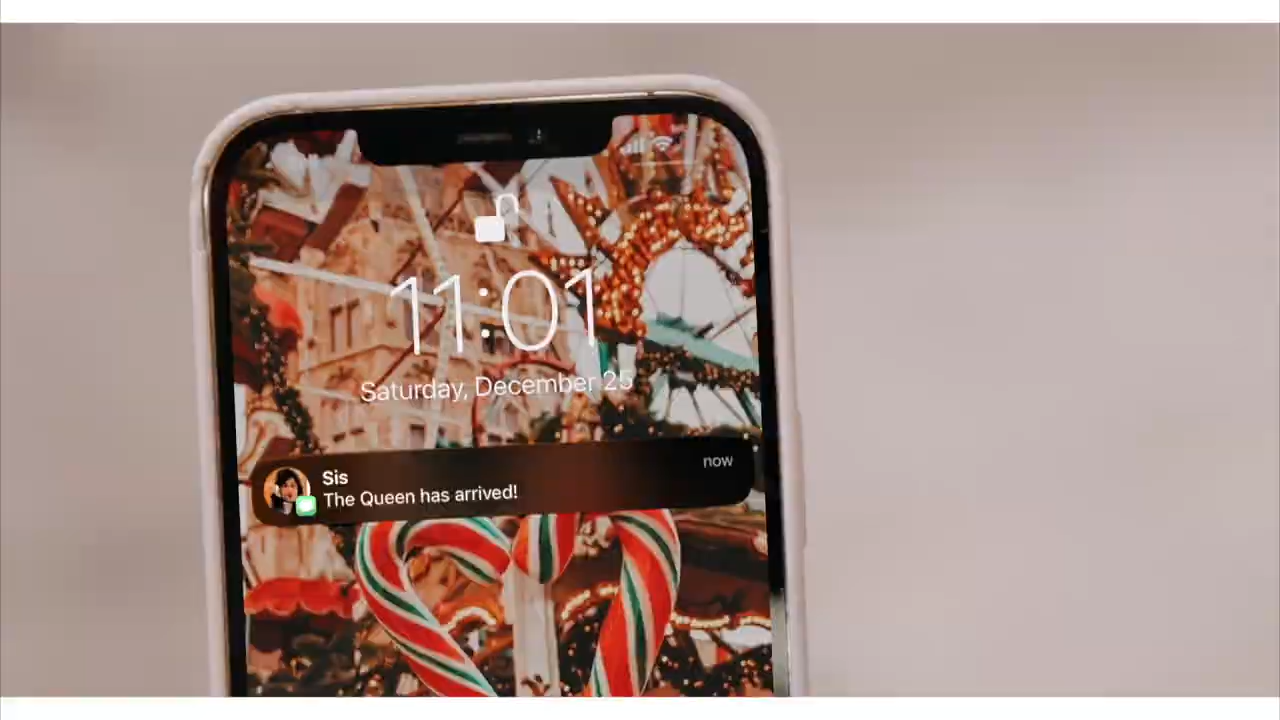 11:01
Saturday, December 25
Sis
now
The Queen has arrived!